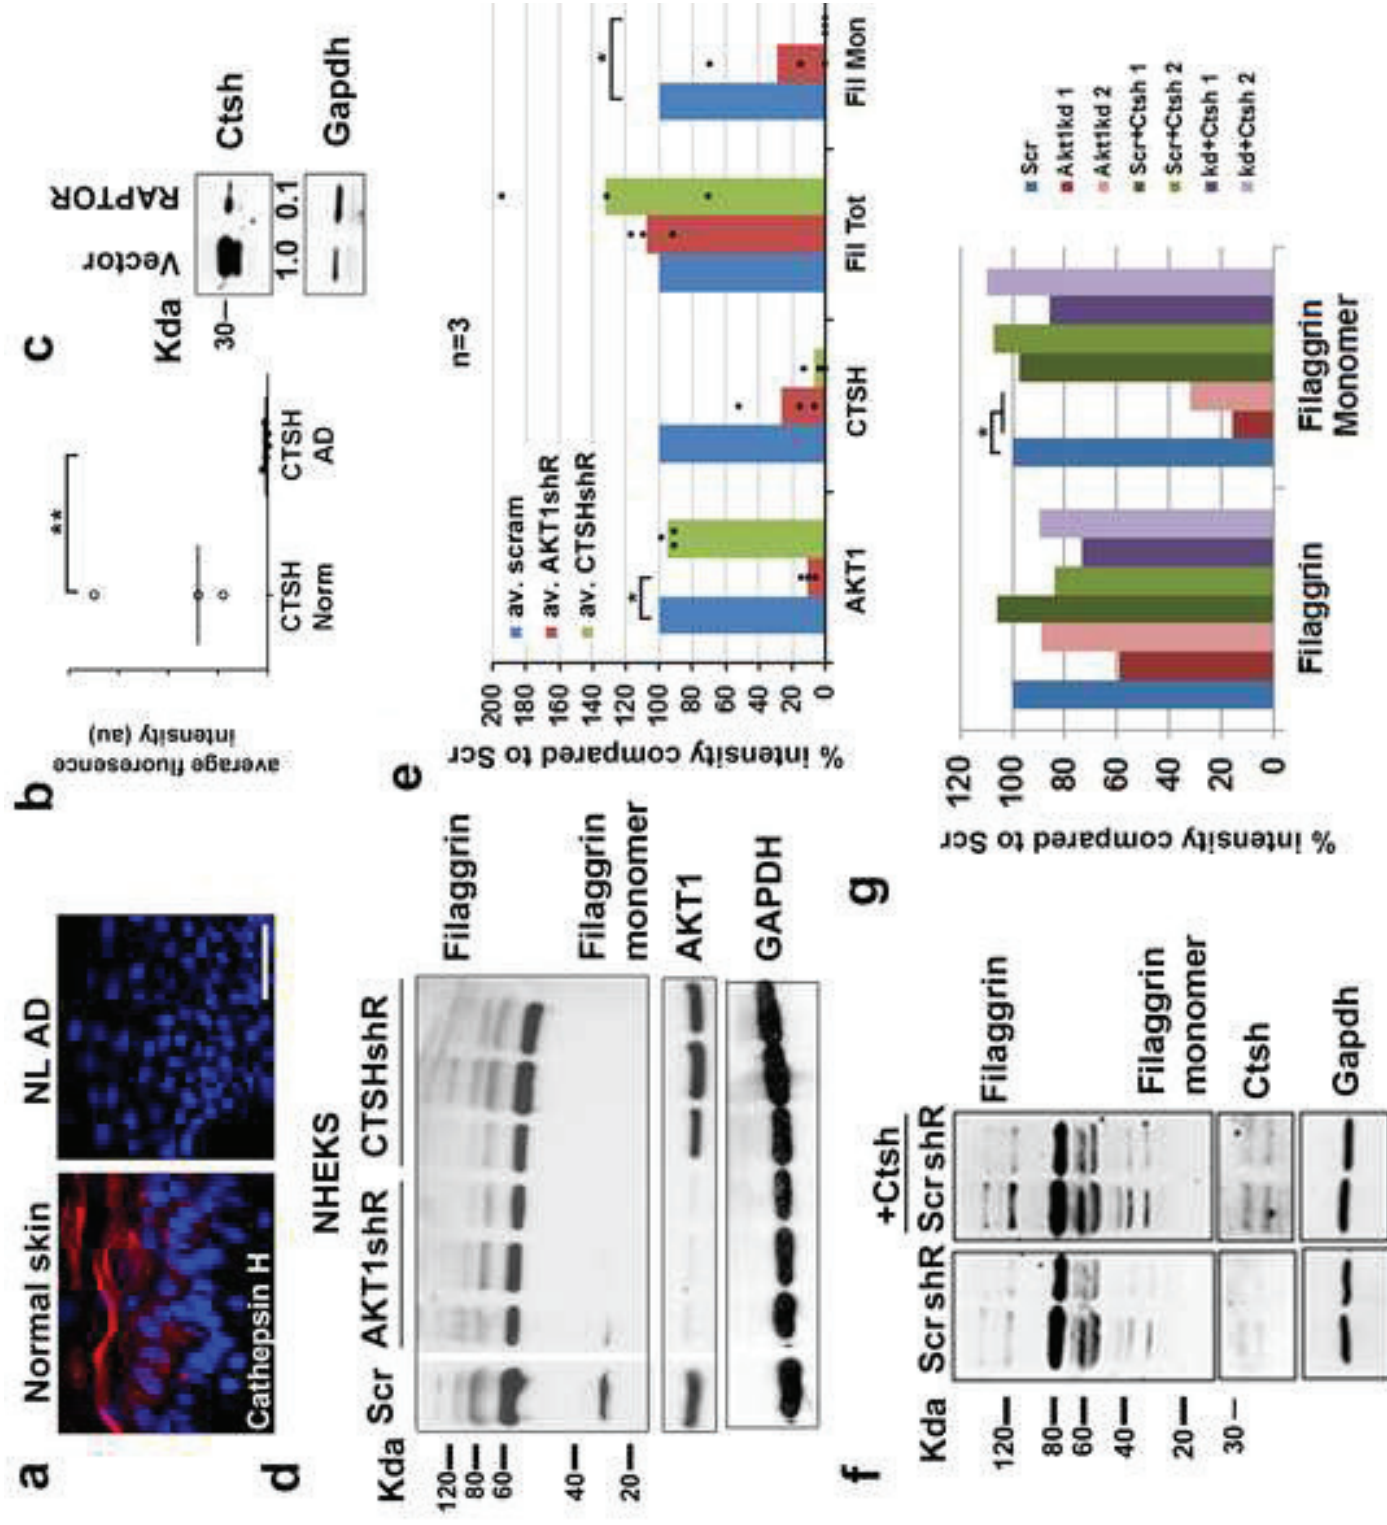 a
Normal skin
NL AD
Cathepsin H
b
average fluoresence
intensity (au)
**
CTSH
Norm
CTSH
AD
c
Vector
RAPTOR
Kda
30
Ctsh
1.0 0.1
Gapdh
d
NHEKS
Scr AKT1shR CTSHshR
Kda
120
80
60
40
20
Filaggrin
Filaggrin
monomer
AKT1
GAPDH
e
n=3
% intensity compared to Scr
200
180
160
140
120
100
80
60
40
20
0
av. scram
av. AKT1shR
av. CTSHshR
*
*
AKT1 CTSH Fil Tot Fil Mon
f
+Ctsh
Scr shR Scr shR
Kda
120
80
60
40
20
30
Filaggrin
Filaggrin
monomer
Ctsh
Gapdh
g
% intensity compared to Scr
120
100
80
60
40
20
0
*
Filaggrin
Filaggrin
Monomer
Scr
Akt1kd 1
Akt1kd 2
Scr+Ctsh 1
Scr+Ctsh 2
kd+Ctsh 1
kd+Ctsh 2